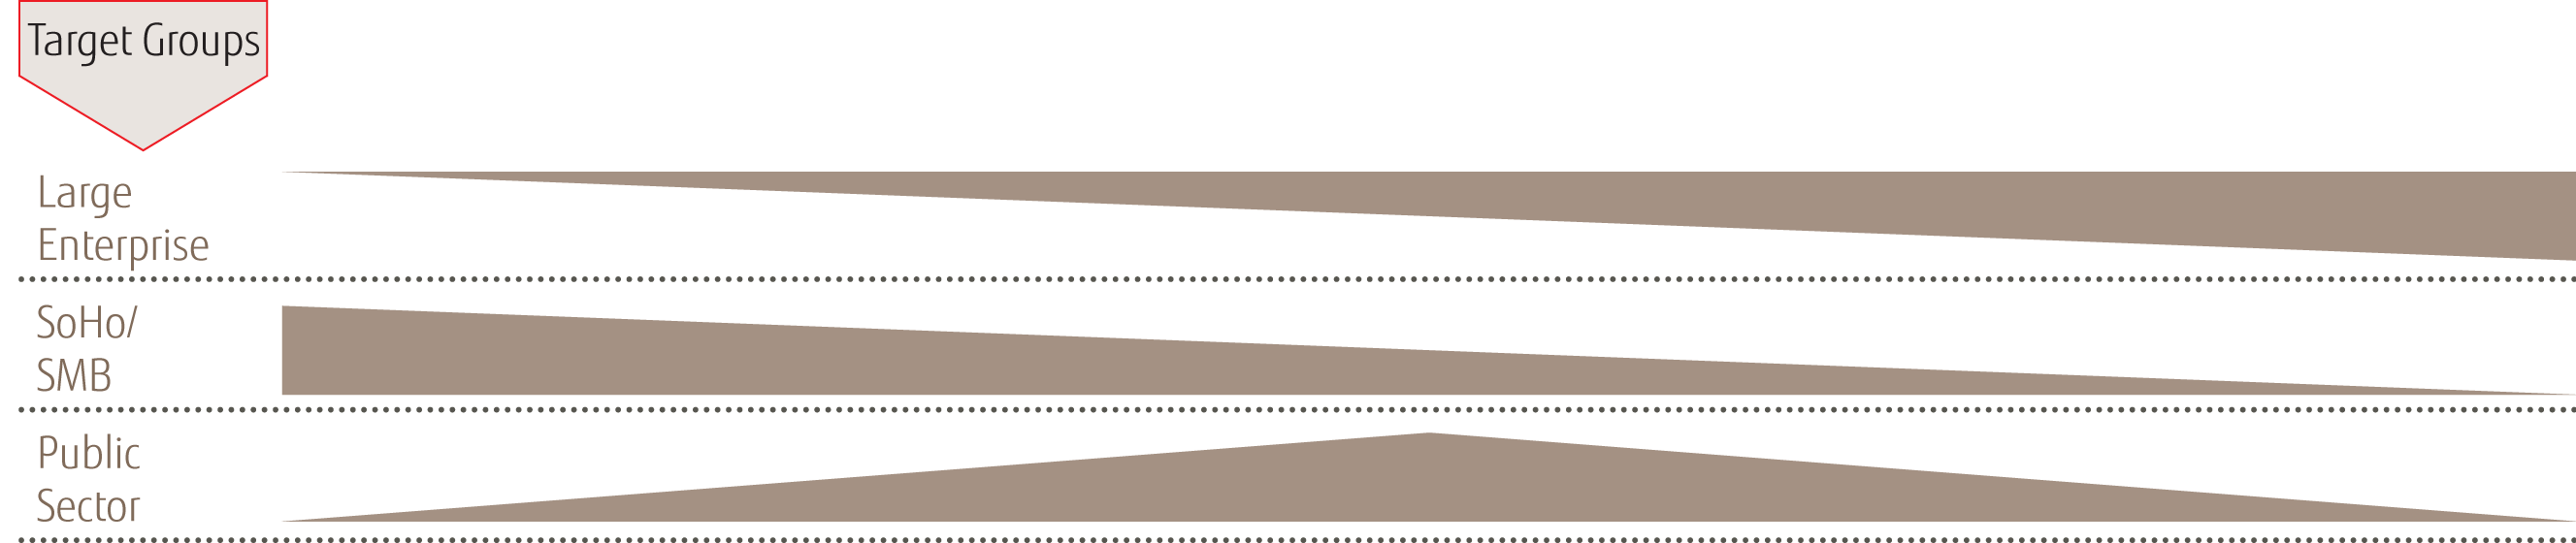 Target Groups
Large
Enterprise
SoHo/
SMB
Public
Sector